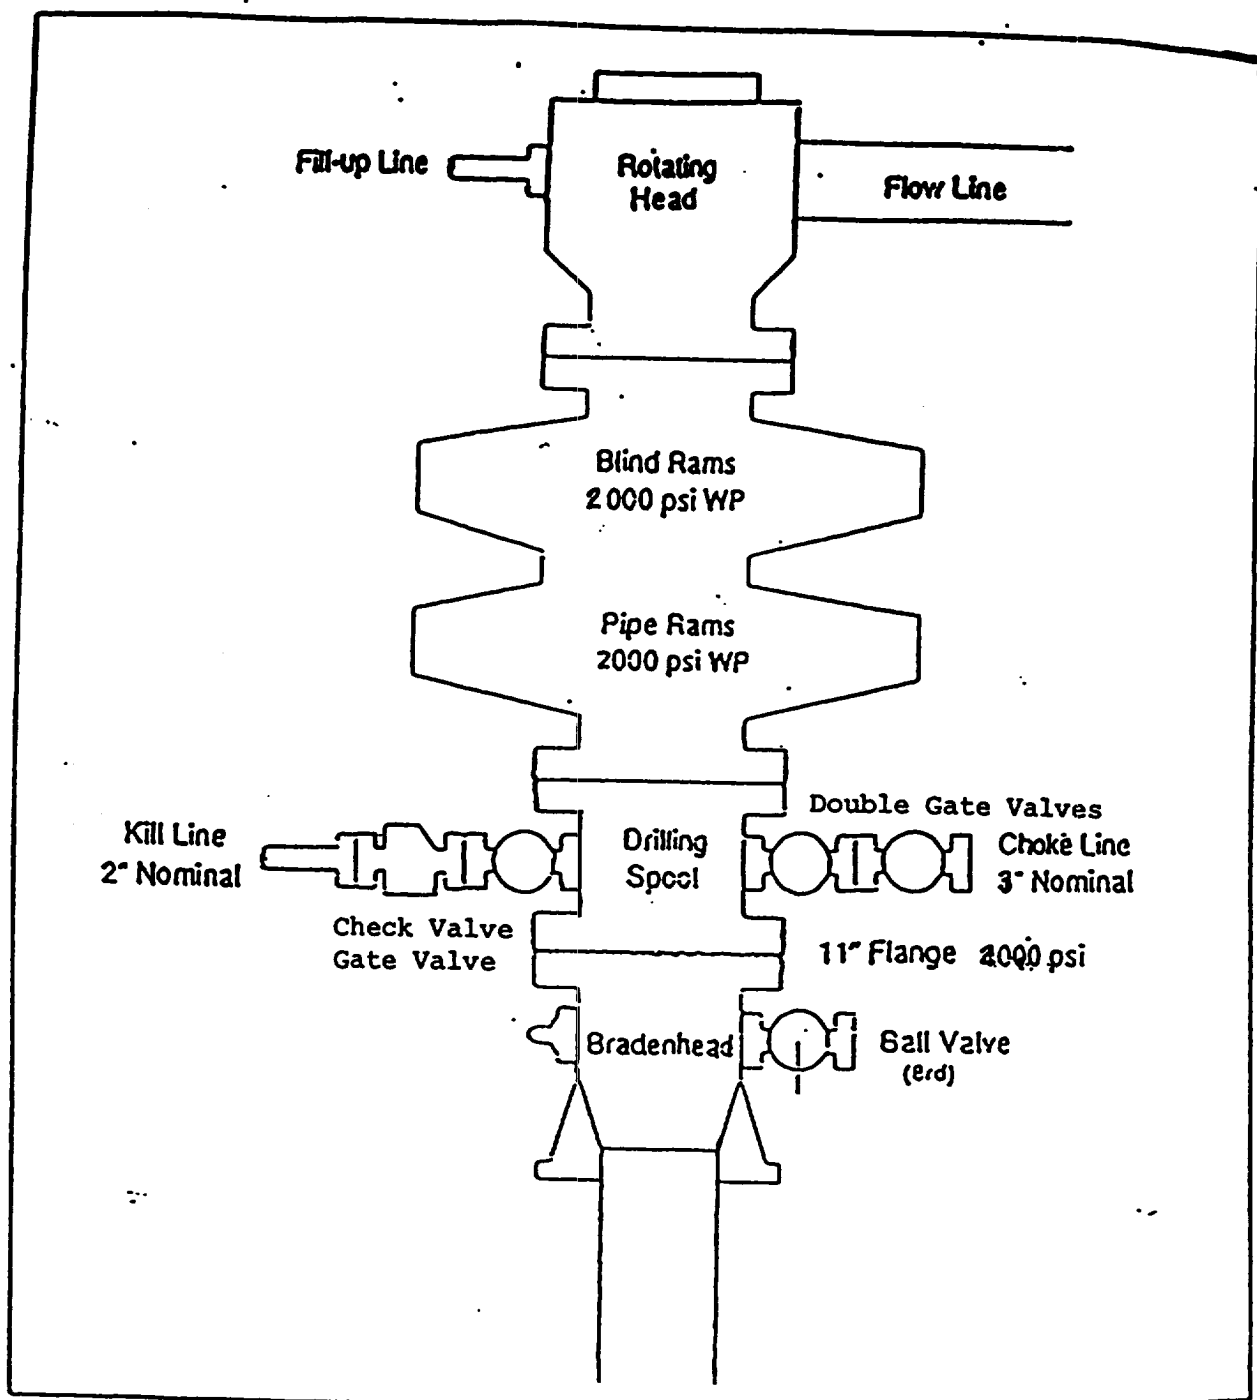 Fill-up Line
Rotating
Head
Flow Line
Blind Rams
2000 psi WP
Pipe Rams
2000 psi WP
Double Gate Valves
Kill Line
2" Nominal
Drilling
Spool
Choke Line
3" Nominal
Check Valve
Gate Valve
11" Flange psi
Bradenhead
Ball Valve